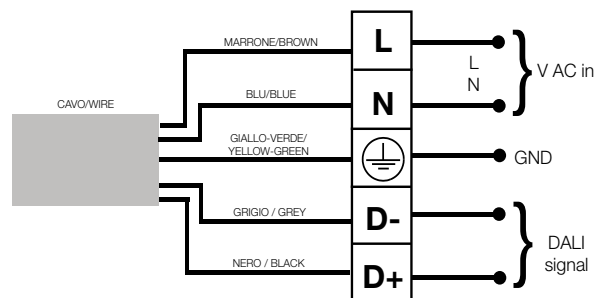 MARRONE/BROWN
L
L
V AC in
N
BLU/BLUE
N
CAVO/WIRE
GIALLO-VERDE/
YELLOW-GREEN
GND
GRIGIO / GREY
D-
DALI
signal
NERO / BLACK
D+